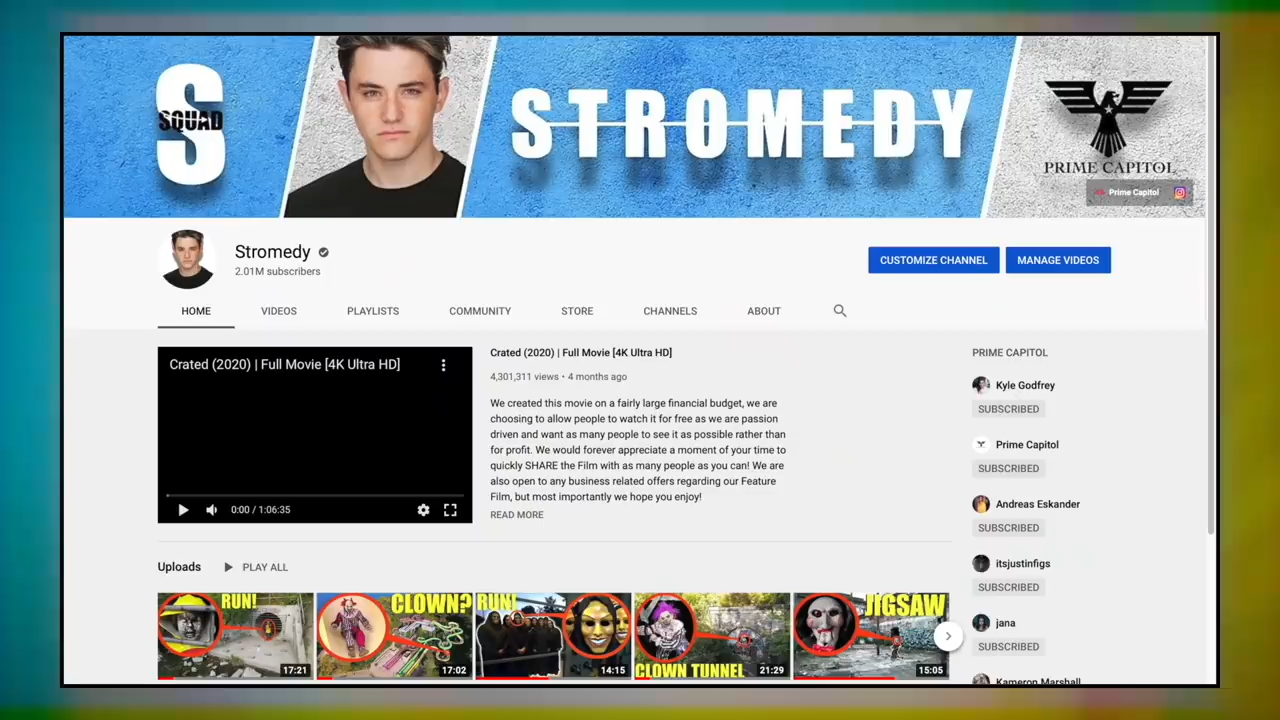 S
SQUAD
STROMEDY
PRIME CAPITOL
Prime Capitol
Stromedy
2.01M subscribers
CUSTOMIZE CHANNEL
MANAGE VIDEOS
HOME
VIDEOS
PLAYLISTS
COMMUNITY
STORE
CHANNELS
ABOUT
Crated (2020) | Full Movie [4K Ultra HD]
0:00 / 1:06:35
Crated (2020) | Full Movie [4K Ultra HD]
4,301,311 views • 4 months ago
We created this movie on a fairly large financial budget, we are
choosing to allow people to watch it for free as we are passion
driven and want as many people to see it as possible rather than
for profit. We would forever appreciate a moment of your time to
quickly SHARE the Film with as many people as you can! We are
also open to any business related offers regarding our Feature
Film, but most importantly we hope you enjoy!
READ MORE
PRIME CAPITOL
Kyle Godfrey
SUBSCRIBED
Prime Capitol
SUBSCRIBED
Andreas Eskander
SUBSCRIBED
itsjustinfigs
SUBSCRIBED
jana
SUBSCRIBED
Kameron Marshall
Uploads
PLAY ALL
RUN!
17:21
CLOWN?
17:02
RUN!
14:15
CLOWN TUNNEL
21:29
JIGSAW
15:05